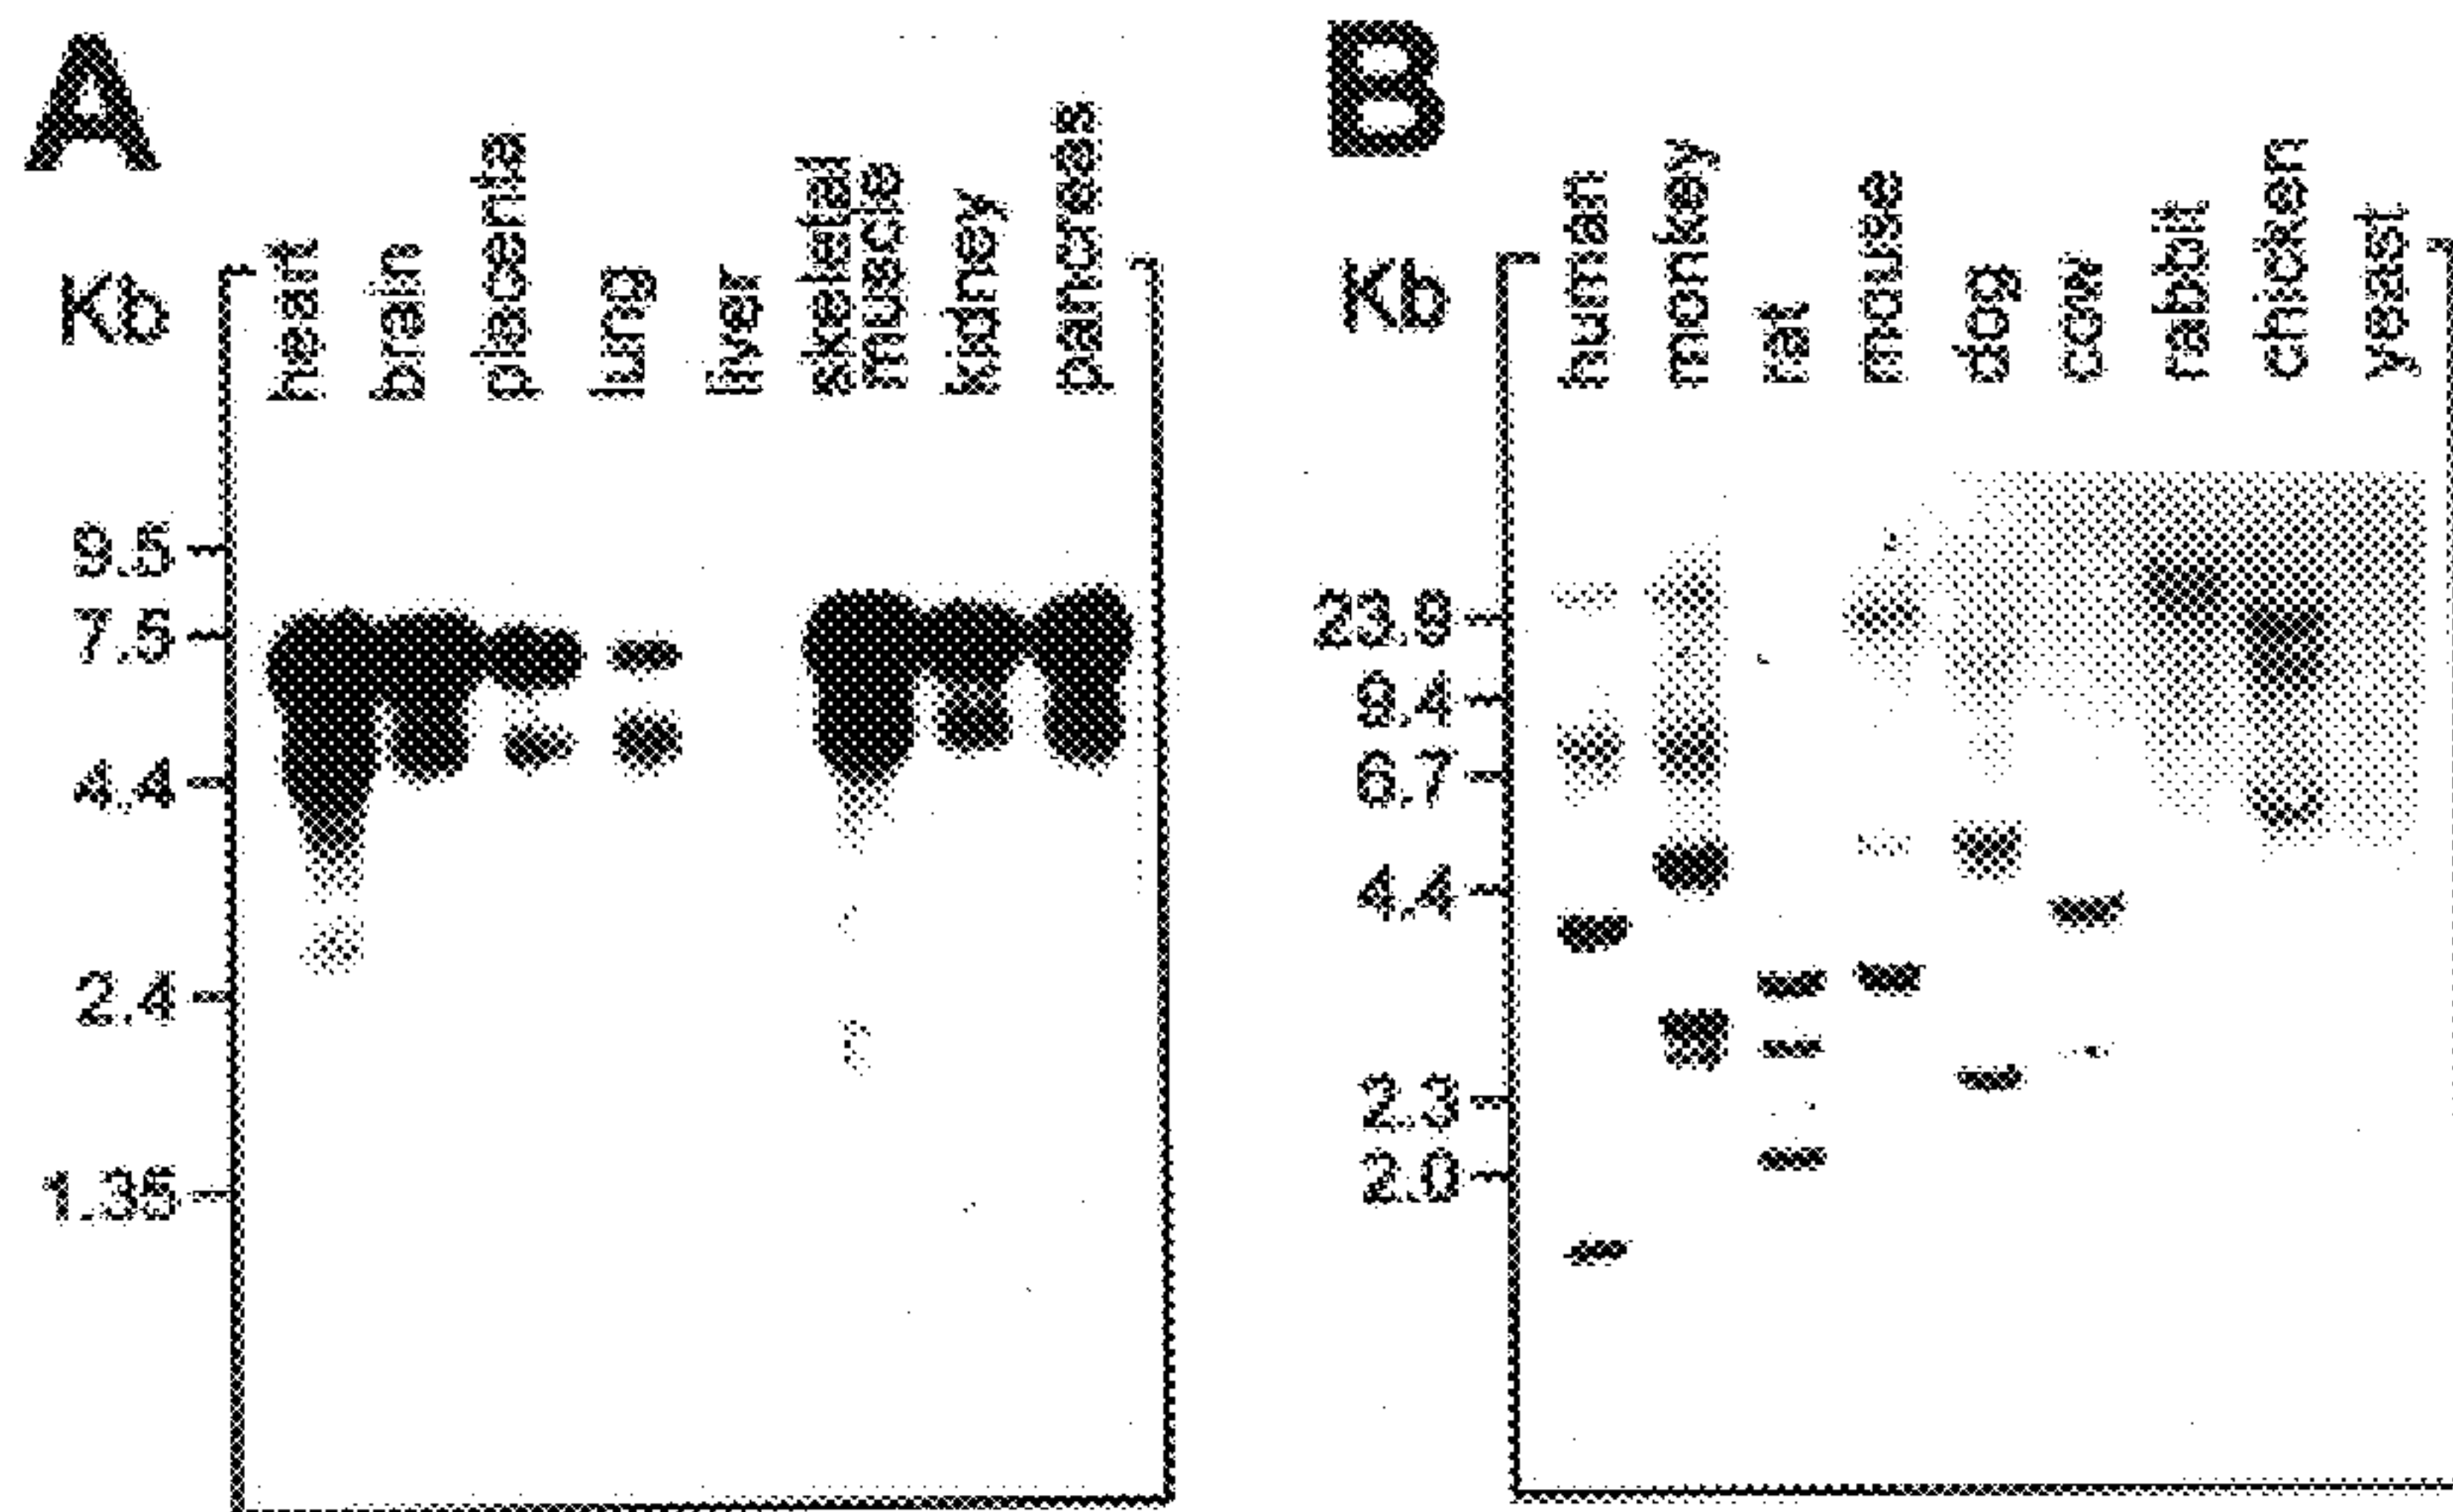 A
Kb
heart
brain
placenta
lung
liver
skeletal
muscle
kidney
pancreas
9.5
7.5
4.4
2.4
1.35
B
Kb
human
monkey
rat
mouse
dog
cow
rabbit
chicken
yeast
23.9
9.4
6.7
4.4
2.3
2.0